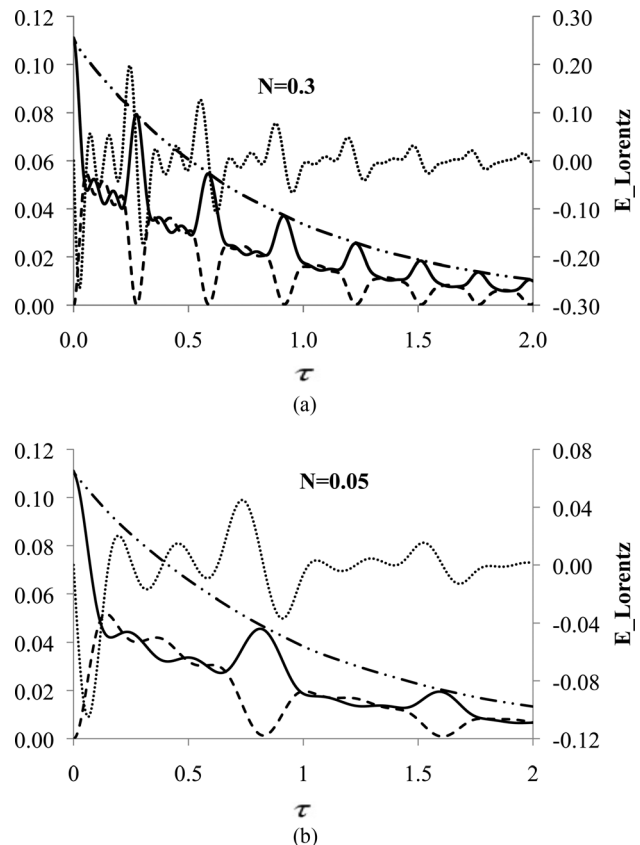 0.12 0.30
0.10 0.20
N=0.3
0.08 0.10
0.06 0.00
0.04 -0.10
0.02 -0.20
0.00 -0.30
E_Lorentz
0.0 0.5 1.0 1.5 2.0
τ
(a)
0.12 0.08
N=0.05
0.10 0.04
0.08 0.00
0.06
0.04 -0.04
0.02 -0.08
0.00 -0.12
E_Lorentz
0 0.5 1 1.5 2
τ
(b)